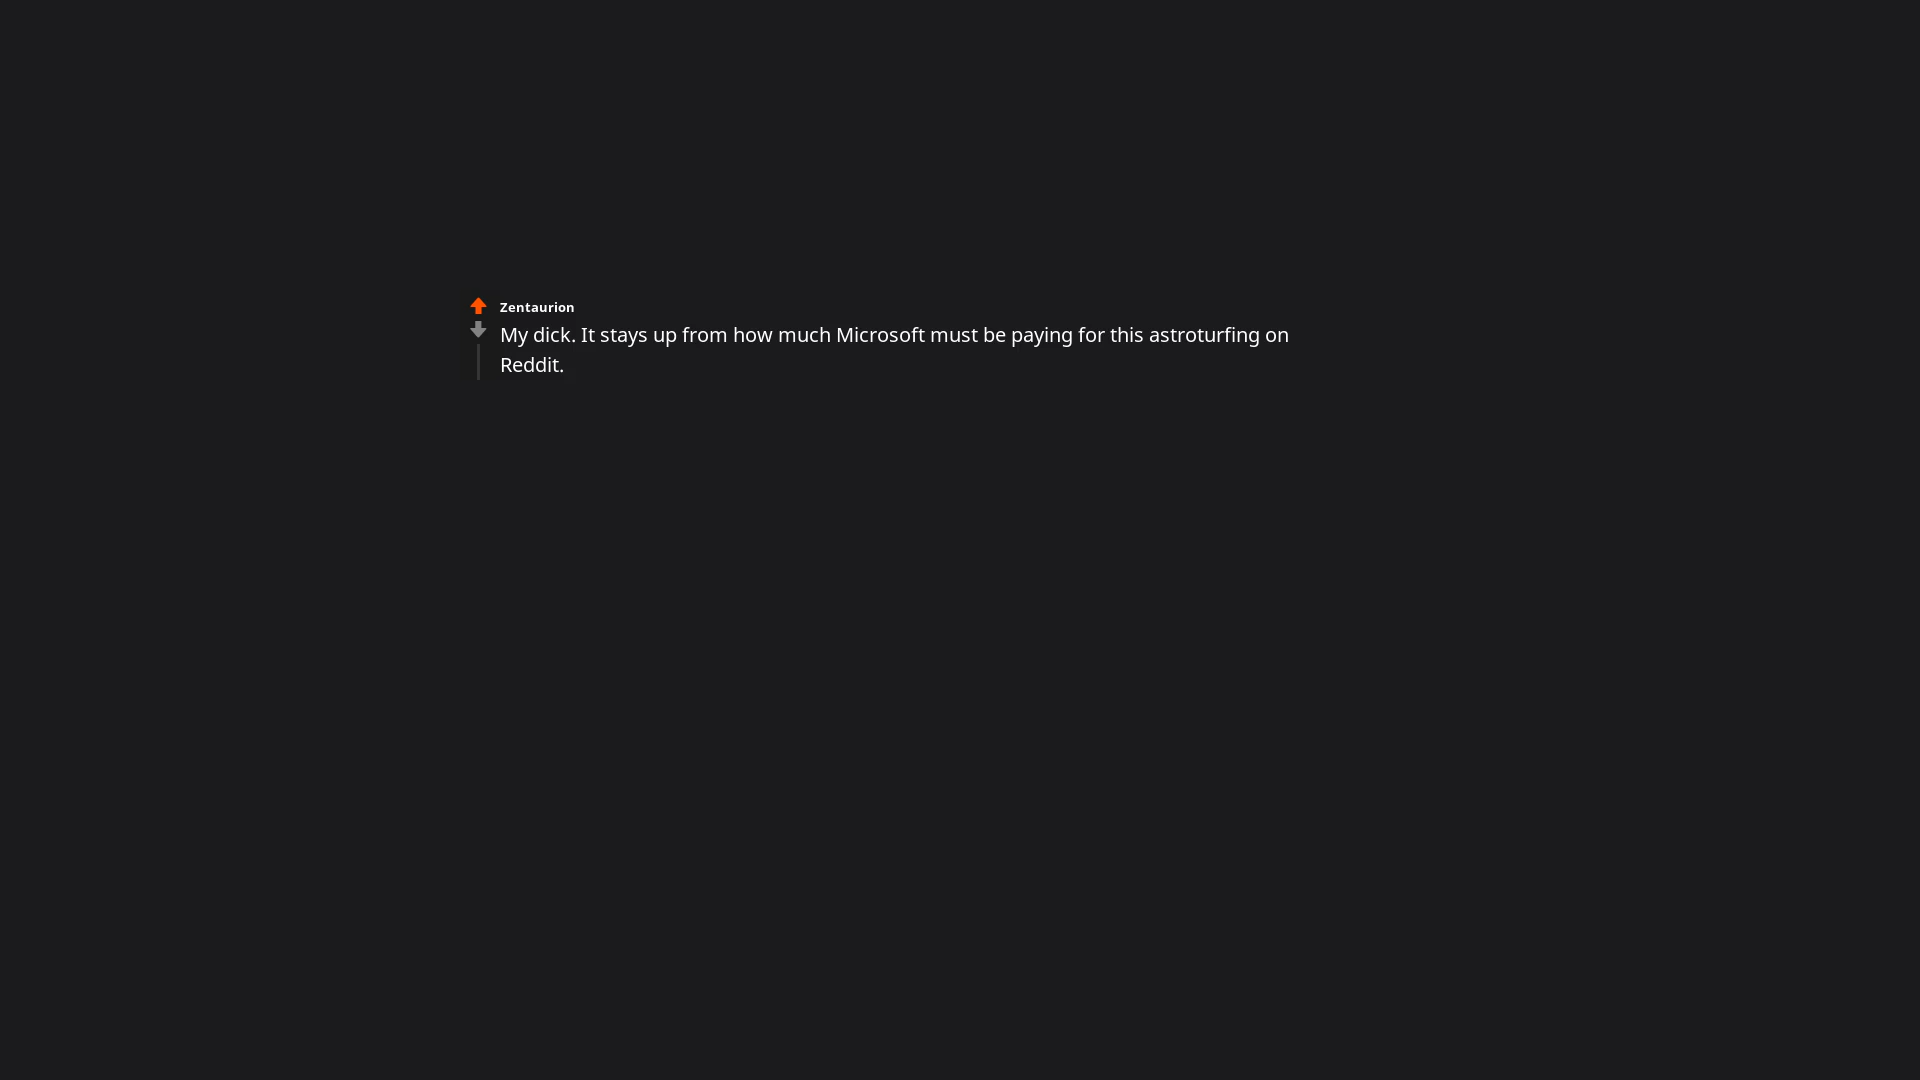 Zentaurion
My dick. It stays up from how much Microsoft must be paying for this astroturfing on
Reddit.